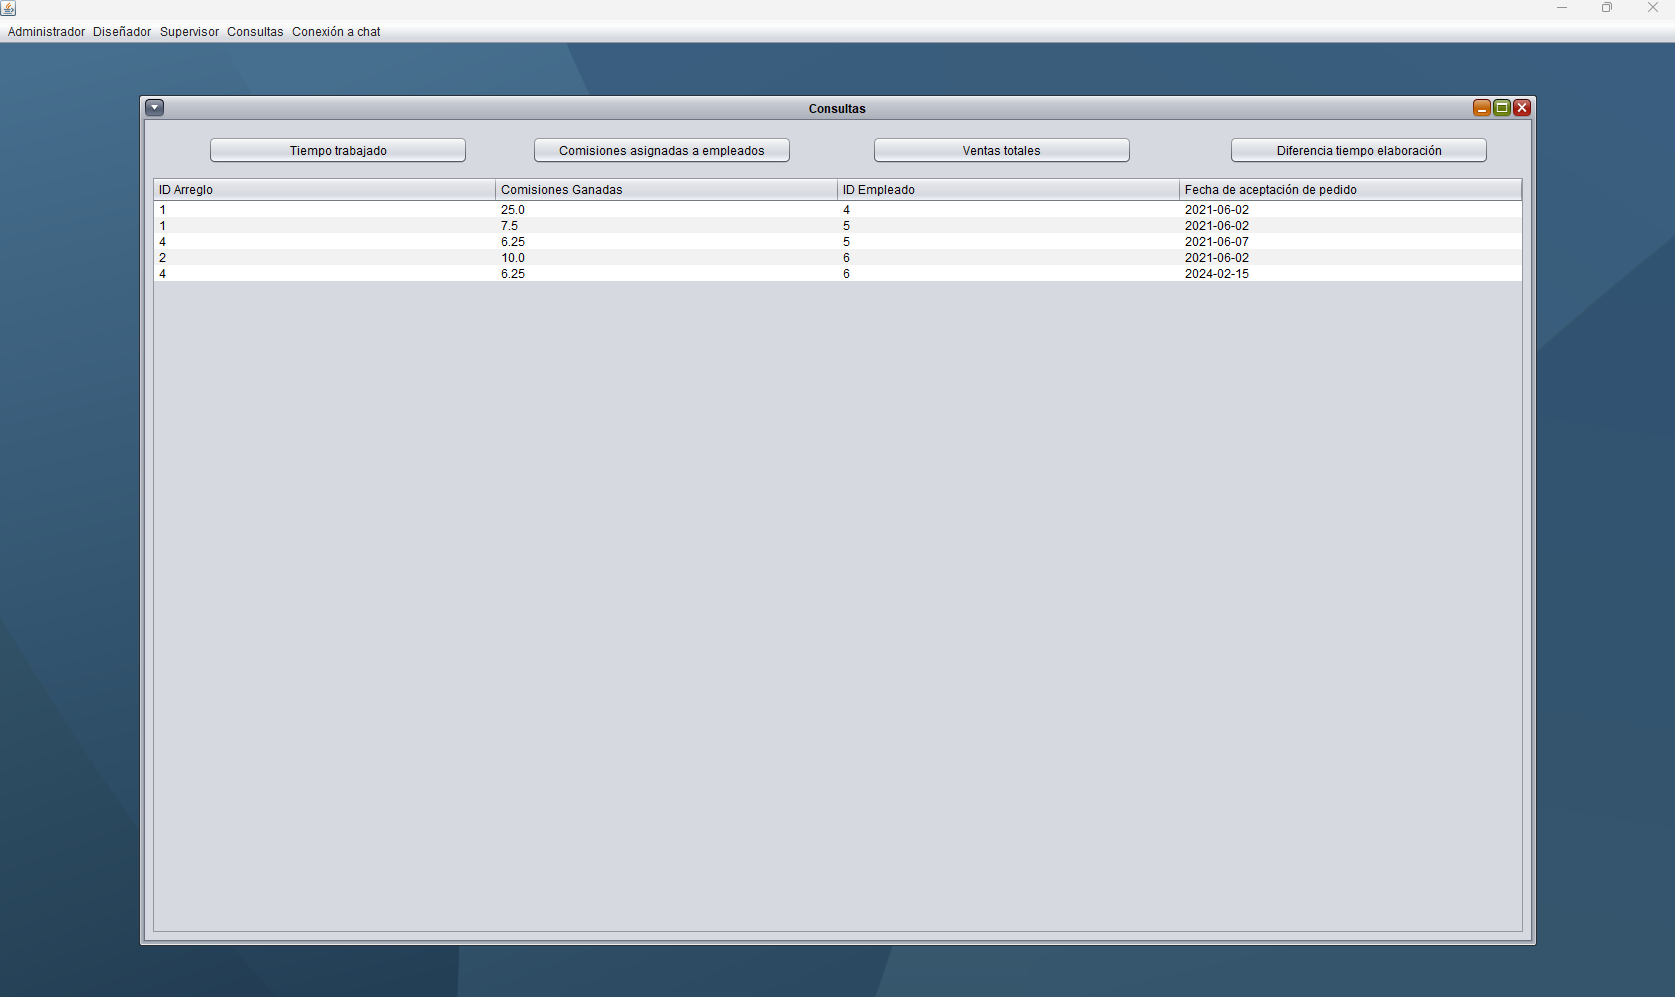 Administrador Diseñador Supervisor Consultas Conexión a chat
Consultas
Tiempo trabajado Comisiones asignadas a empleados Ventas totales Diferencia tiempo elaboración
ID Arreglo Comisiones Ganadas ID Empleado Fecha de aceptación de pedido
1 25.0 4 2021-06-02
1 7.5 5 2021-06-02
4 6.25 5 2021-06-07
2 10.0 6 2021-06-02
4 6.25 6 2024-02-15